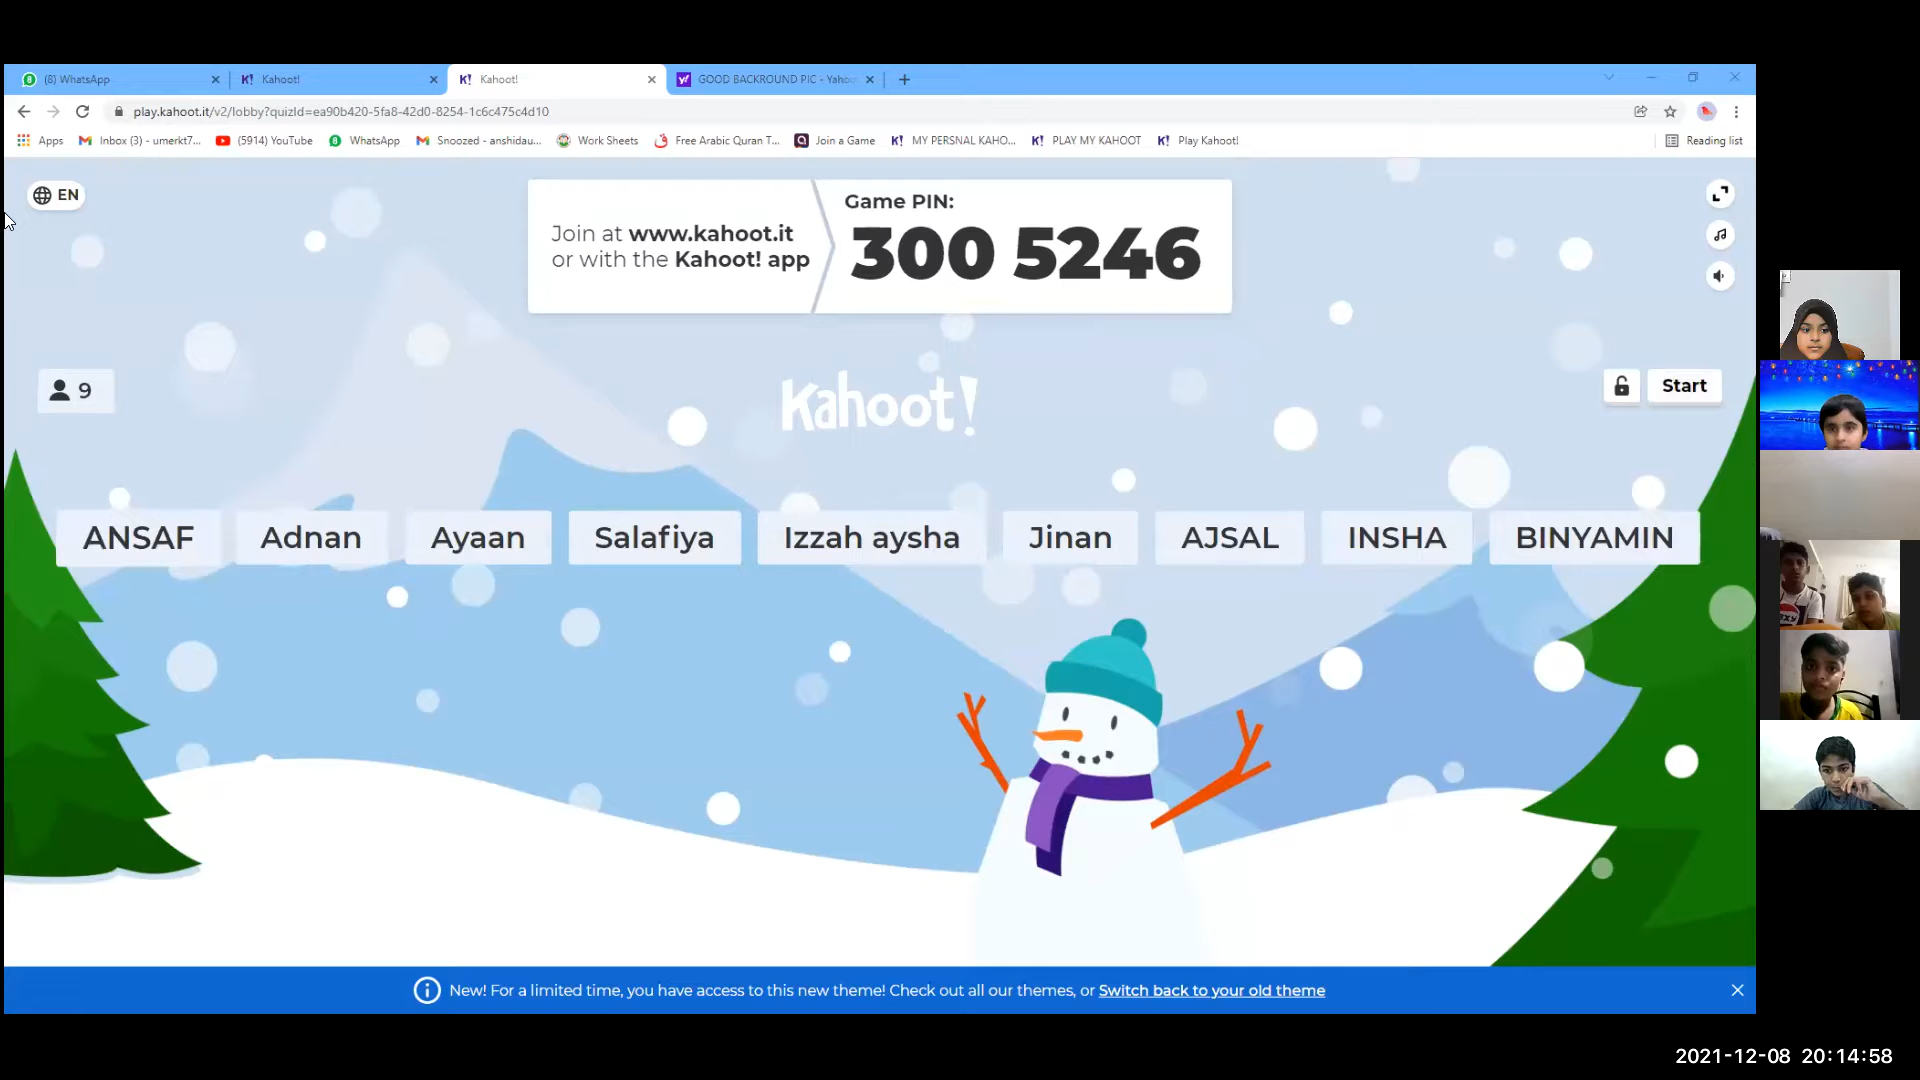 (8) WhatsApp
Kahoot!
Kahoot!
GOOD BACKROUND PIC - Yahoo
play.kahoot.it/v2/lobby?quizId=ea90b420-5fa8-42d0-8254-1c6c475c4d10
Apps
Inbox (3) - umerkt7...
(5914) YouTube
WhatsApp
Snoozed - anshidau...
Work Sheets
Free Arabic Quran T...
Join a Game
MY PERSNAL KAHO...
PLAY MY KAHOOT
Play Kahoot!
Reading list
EN
Join at www.kahoot.it
or with the Kahoot! app
Game PIN:
300 5246
9
Kahoot!
Start
ANSAF
Adnan
Ayaan
Salafiya
Izzah aysha
Jinan
AJSAL
INSHA
BINYAMIN
New! For a limited time, you have access to this new theme! Check out all our themes, or Switch back to your old theme
2021-12-08 20:14:58